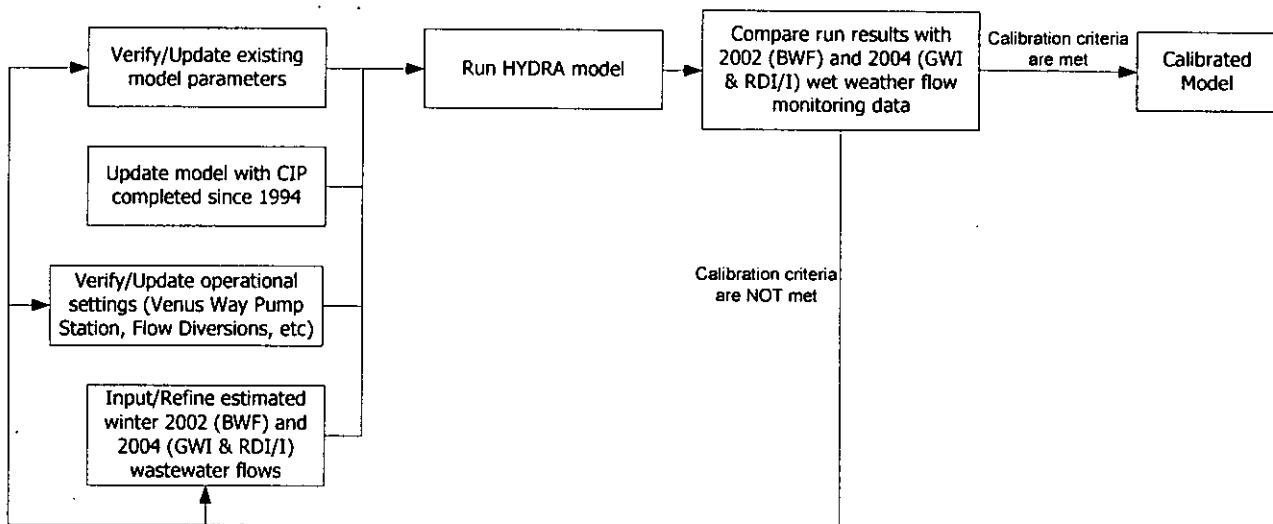 Verify/Update existing
model parameters
Update model with CIP
completed since 1994
Verify/Update operational
settings (Venus Way Pump
Station, Flow Diversions, etc)
Input/Refine estimated
winter 2002 (BWF) and
2004 (GWI & RDI/I)
wastewater flows
Run HYDRA model
Compare run results with
2002 (BWF) and 2004 (GWI
& RDI/I) wet weather flow
monitoring data
Calibration criteria
are met
Calibrated
Model
Calibration criteria
are NOT met